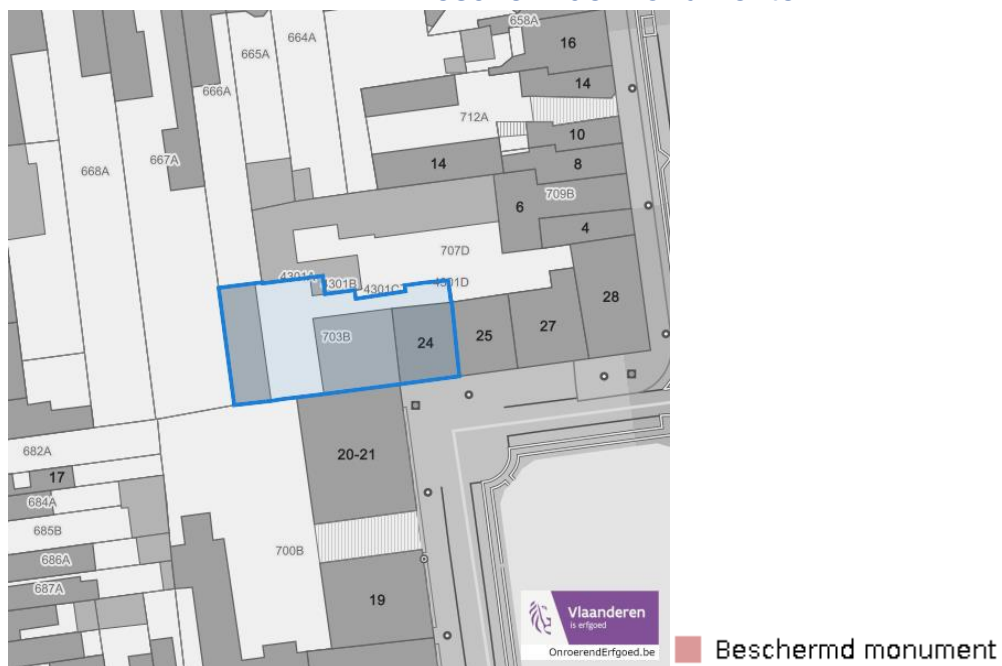 658A
16
664A
665A
14
666A
712A
10
667A
14
8
668A
709B
6
4
707D
4301A
4301B
4301C
4301D
28
703B
27
24
25
682A
20-21
17
684A
685B
700B
686A
687A
19
Vlaanderen
is erfgoed
OnroerendErfgoed.be
Beschermd monument